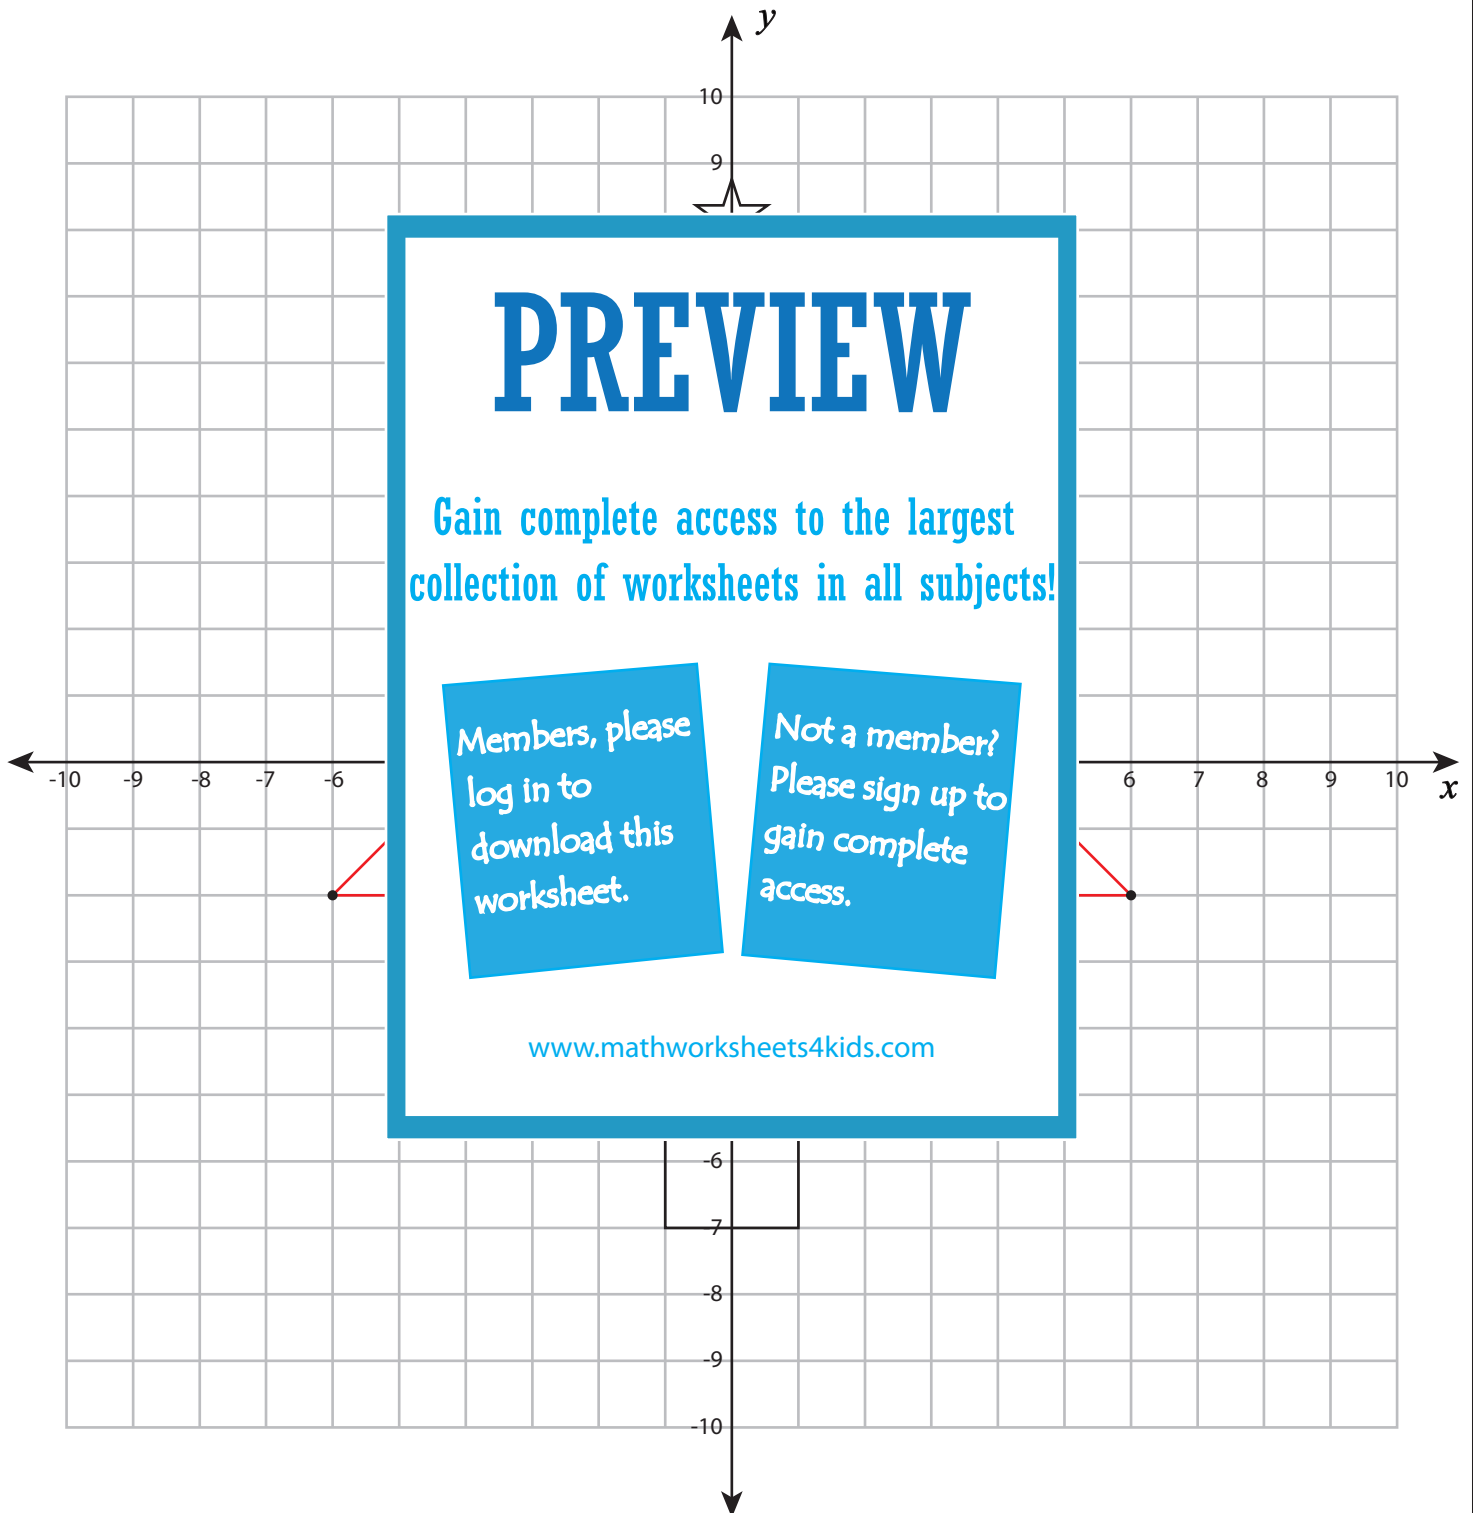 y
10
9
PREVIEW
Gain complete access to the largest
collection of worksheets in all subjects!
Members, please
log in to
download this
worksheet.
Not a member?
Please sign up to
gain complete
access.
-10 -9 -8 -7 -6 6 7 8 9 10
x
www.mathworksheets4kids.com
-6
-7
-8
-9
-10